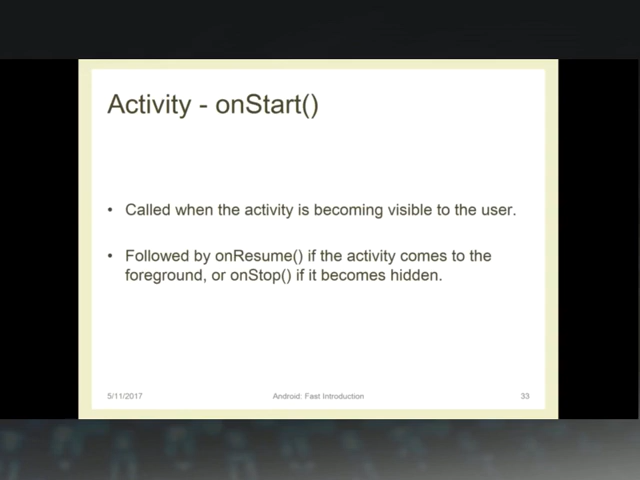 Activity - onStart()
• Called when the activity is becoming visible to the user.
• Followed by onResume() if the activity comes to the
foreground, or onStop() if it becomes hidden.
5/11/2017 Android: Fast Introduction 33